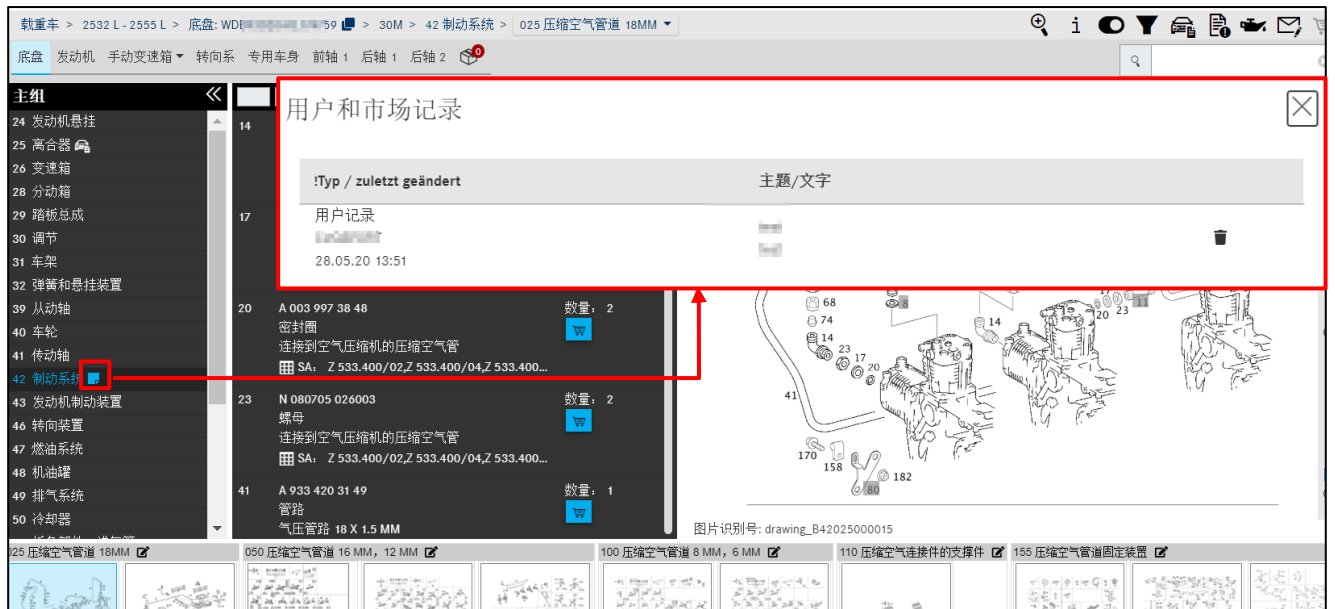 载重车 > 2532 L - 2555 L > 底盘: WD 59 > 30M > 42 制动系统 > 025 压缩空气管道 18MM
底盘 发动机 手动变速箱 转向系 专用车身 前轴 1 后轴 1 后轴 2 0
主组
24 发动机悬挂
25 离合器
26 变速箱
28 分动箱
29 踏板总成
30 调节
31 车架
32 弹簧和悬挂装置
39 从动轴
40 车轮
41 传动轴
42 制动系统
43 发动机制动装置
46 转向装置
47 燃油系统
48 机油罐
49 排气系统
50 冷却器
14
17
用户和市场记录
!Typ / zuletzt geändert 主题/文字
用户记录
28.05.20 13:51
20 A 003 997 38 48 数量: 2
密封圈
连接到空气压缩机的压缩空气管
SA: Z 533.400/02,Z 533.400/04,Z 533.400...
23 N 080705 026003 数量: 2
螺母
连接到空气压缩机的压缩空气管
SA: Z 533.400/02,Z 533.400/04,Z 533.400...
41 A 933 420 31 49 数量: 1
管路
气压管路 18 X 1.5 MM
68
8
74
14
23
17
20
41
14
17
20
23
11
170
158
182
80
图片识别号: drawing_B42025000015
025 压缩空气管道 18MM
050 压缩空气管道 16 MM，12 MM
100 压缩空气管道 8 MM，6 MM
110 压缩空气连接件的支撑件
155 压缩空气管道固定装置